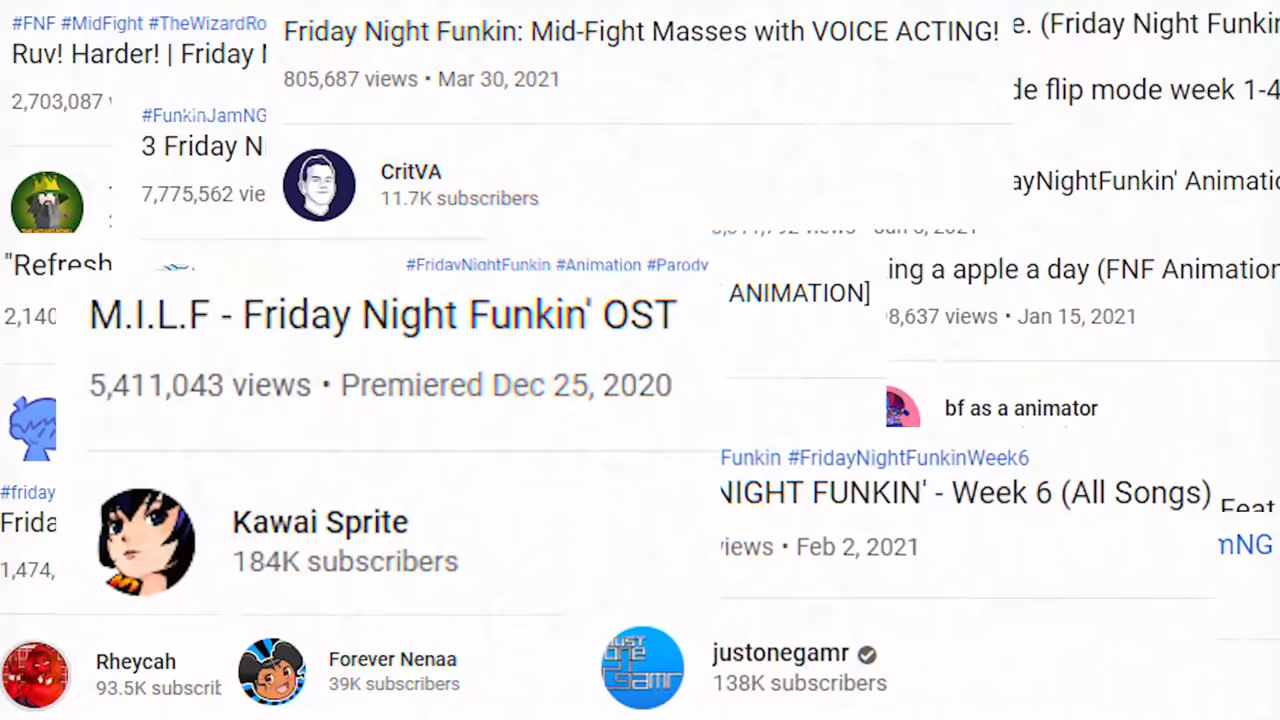 #FNF #MidFight #TheWizardRo
Ruv! Harder! | Friday
2,703,087
#FunkinJamNG
3 Friday N
7,775,562 vie
Friday Night Funkin: Mid-Fight Masses with VOICE ACTING!
805,687 views • Mar 30, 2021
CritVA
11.7K subscribers
e. (Friday Night Funkin
de flip mode week 1-4
ayNightFunkin' Animatio
"Refresh
2,140
#FridayNightFunkin #Animation #Parody
M.I.L.F - Friday Night Funkin' OST
5,411,043 views • Premiered Dec 25, 2020
Kawai Sprite
184K subscribers
ANIMATION]
ing a apple a day (FNF Animation
8,637 views • Jan 15, 2021
bf as a animator
Funkin #FridayNightFunkinWeek6
NIGHT FUNKIN' - Week 6 (All Songs)
views • Feb 2, 2021
Feat
mNG
#friday
Frida
1,474,
Rheycah
93.5K subscrib
Forever Nenaa
39K subscribers
justonegamr
138K subscribers